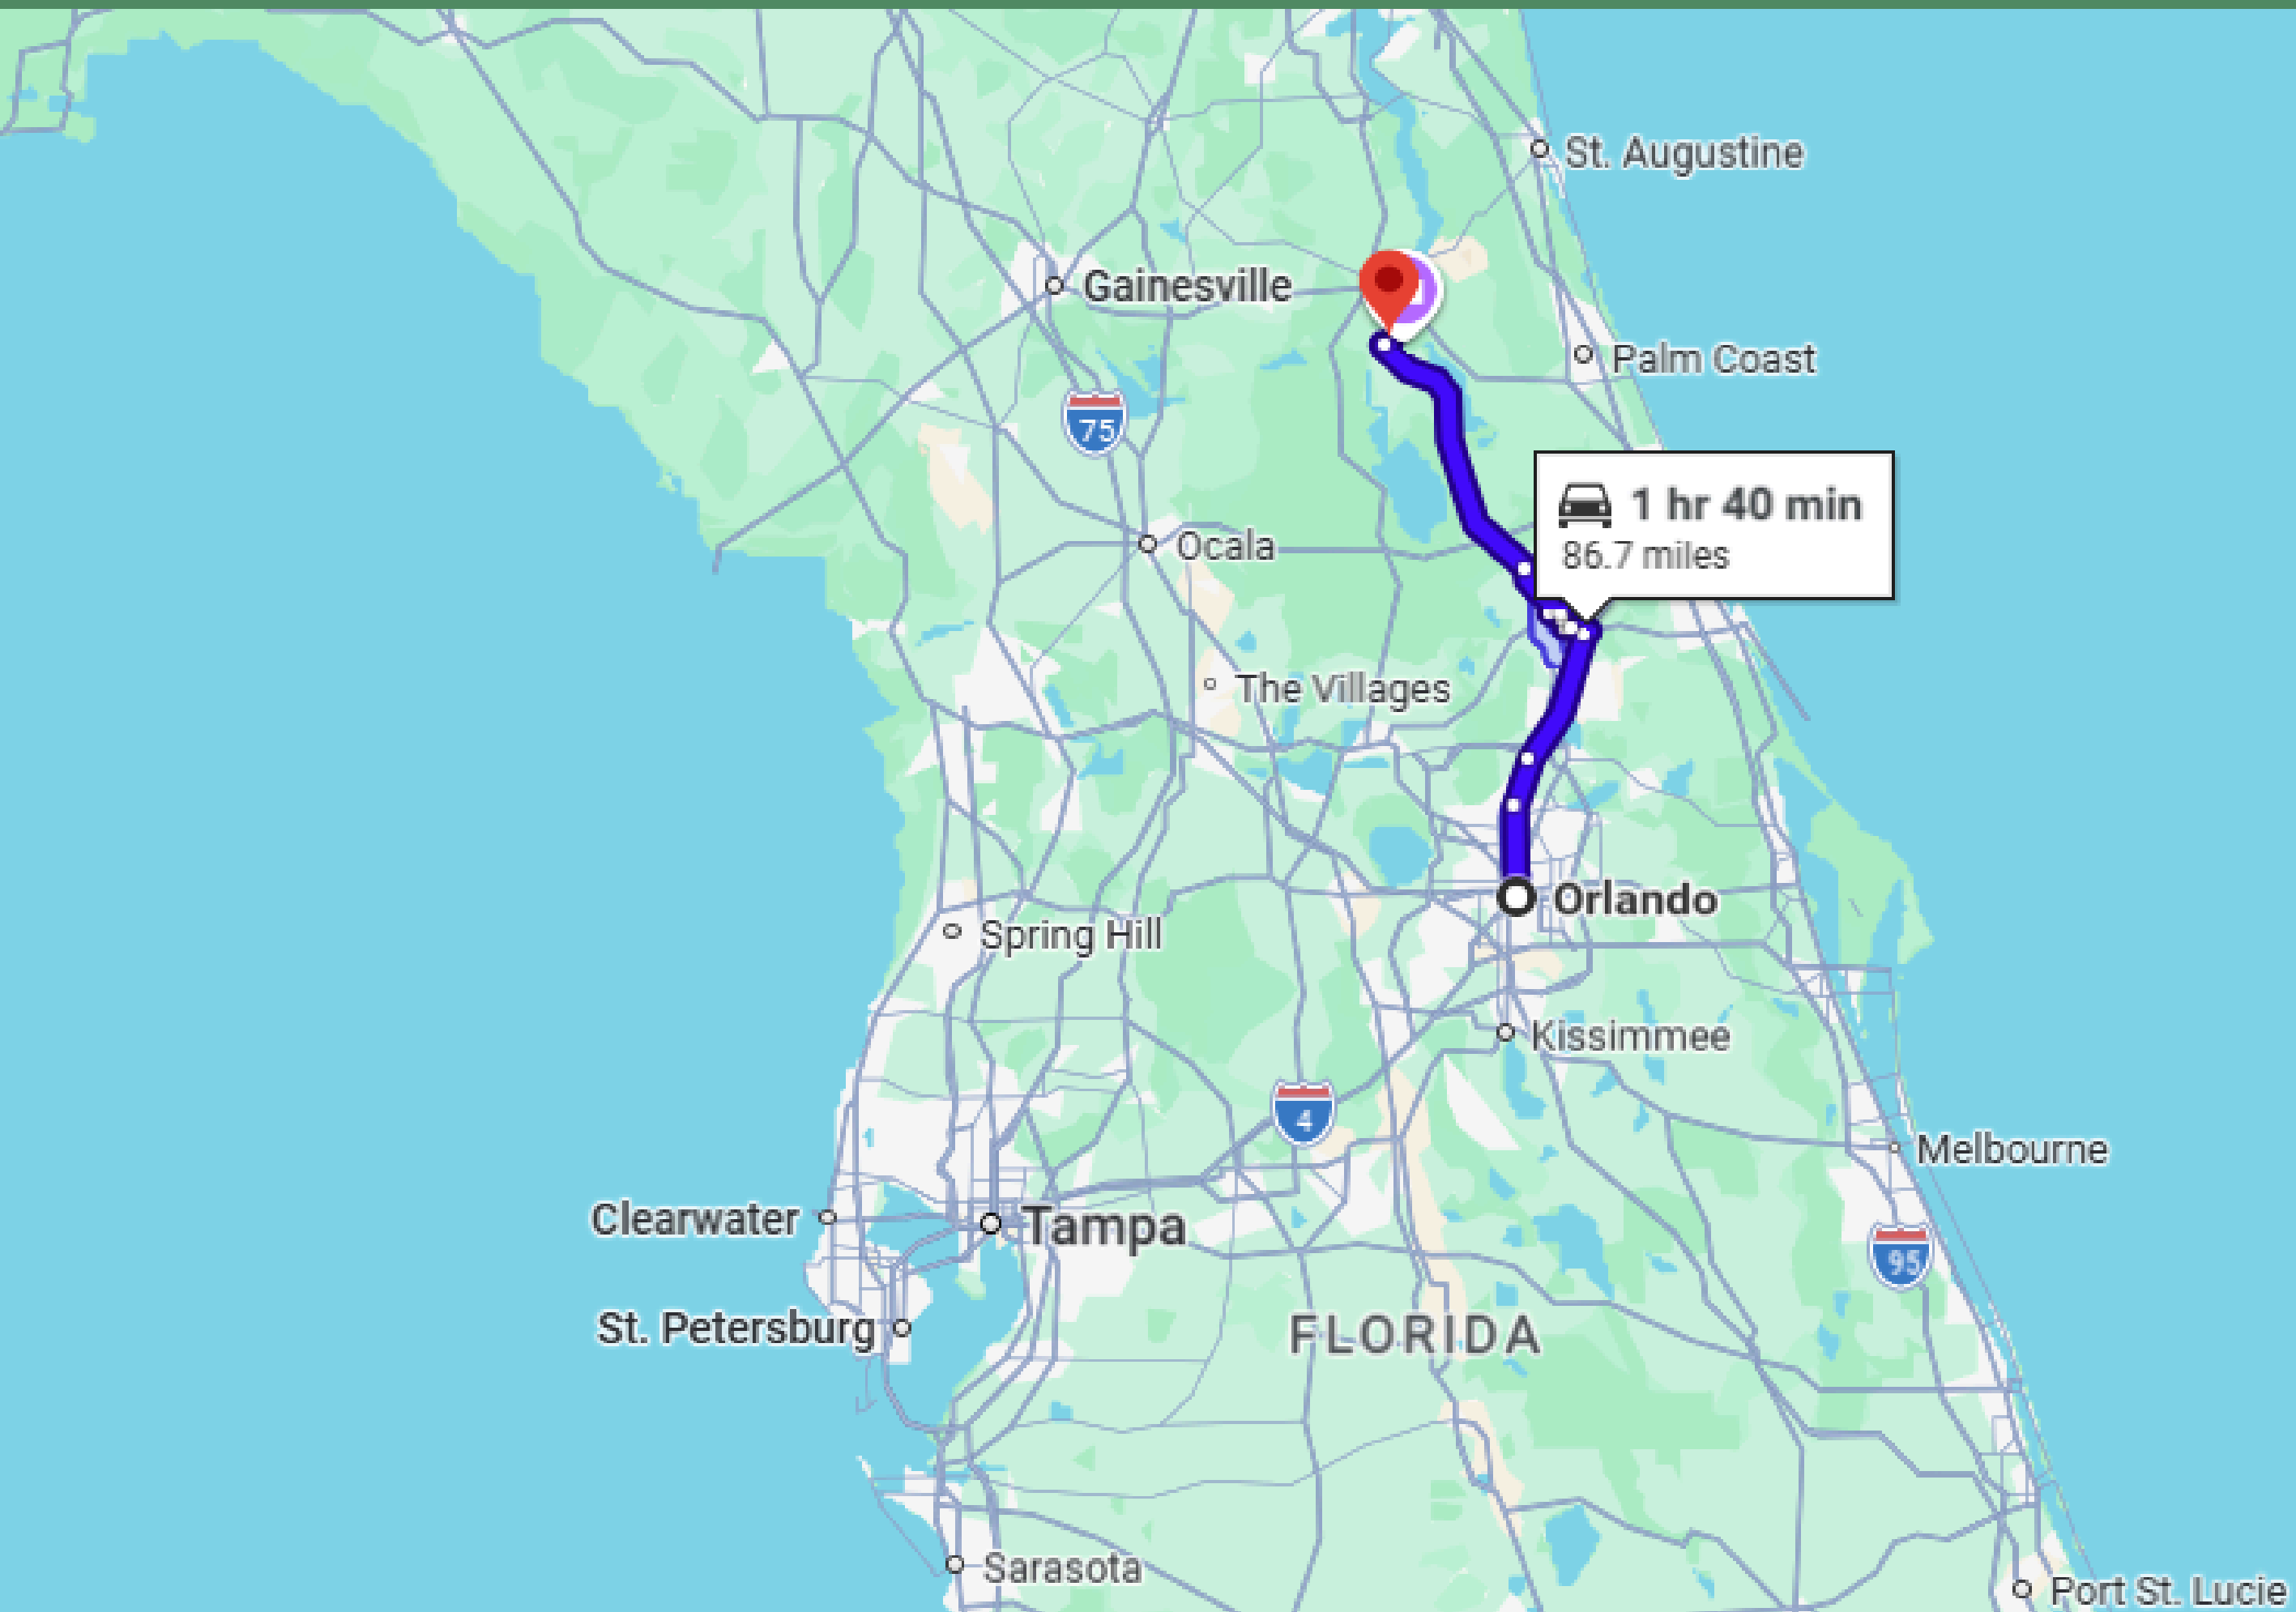 St. Augustine
Gainesville
Palm Coast
75
1 hr 40 min
86.7 miles
Ocala
The Villages
Orlando
Spring Hill
Kissimmee
4
Melbourne
Clearwater
Tampa
95
St. Petersburg
FLORIDA
Sarasota
Port St. Lucie